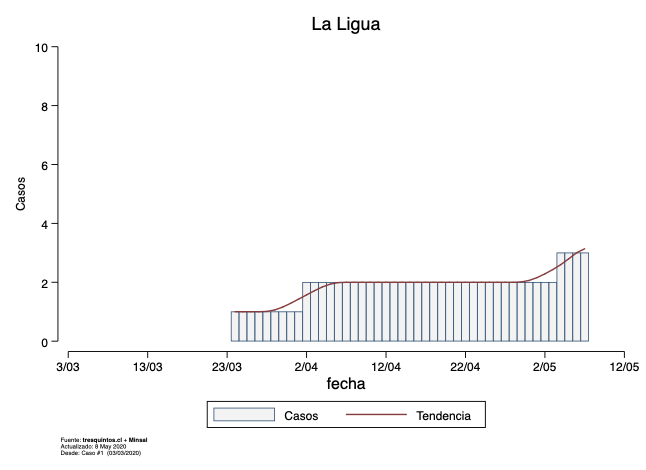 La Ligua
Casos
10
8
6
4
2
0
3/03 13/03 23/03 2/04 12/04 22/04 2/05 12/05
fecha
Casos Tendencia
Fuente: tresquintos.cl + Minsal
Actualizado: 8 May 2020
Desde: Caso #1 (03/03/2020)